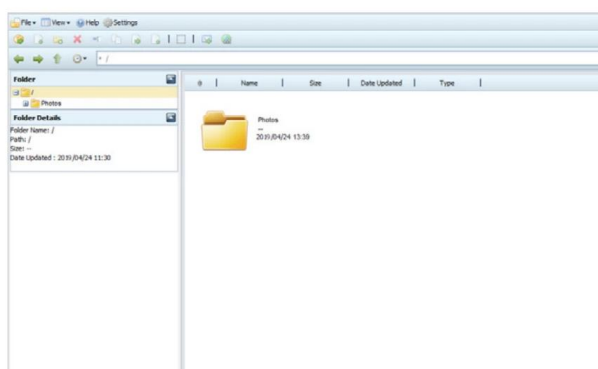 File View Help Settings
/
Folder
/
Photos
Folder Details
Folder Name: /
Path: /
Size: --
Date Updated : 2019/04/24 11:30
Name Size Date Updated Type
Photos
--
2019/04/24 13:39